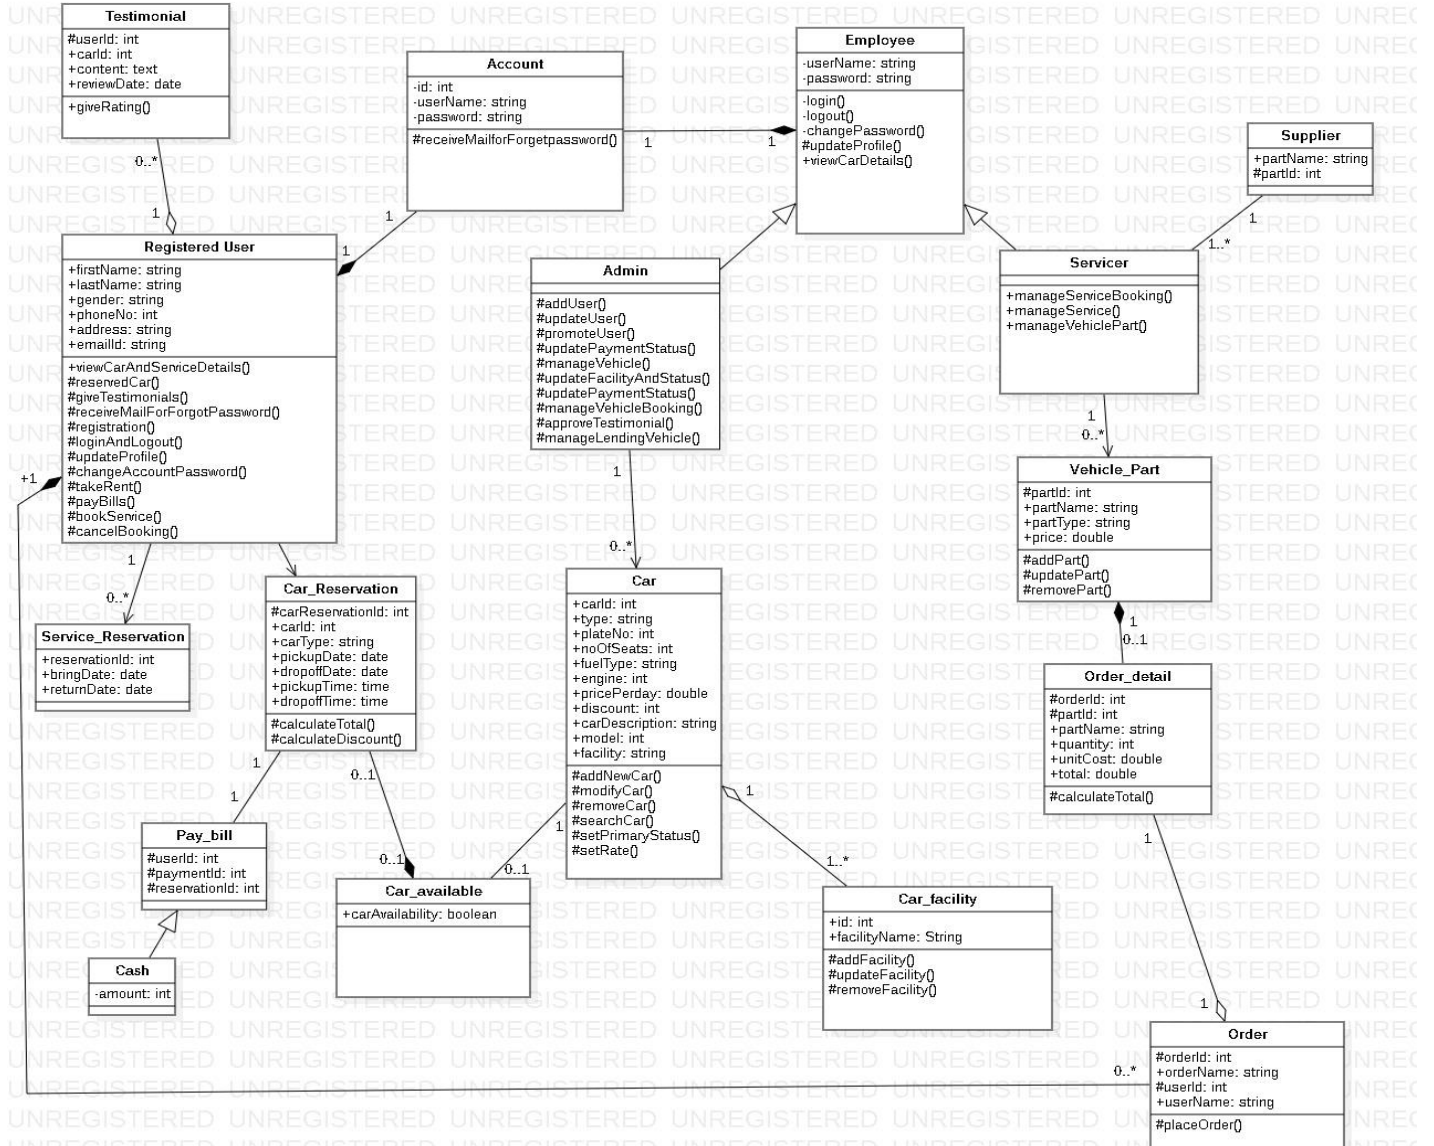 Testimonial
#userId: int
+carId: int
+content: text
+reviewDate: date
+giveRating()
0..*
1
Account
-id: int
-userName: string
-password: string
#receiveMailforForgetpassword()
1
1
1
1
Employee
-userName: string
-password: string
-login()
-logout()
-changePassword()
#updateProfile()
+viewCarDetails()
Supplier
+partName: string
#partId: int
1
1..*
Registered User
+firstName: string
+lastName: string
+gender: string
+phoneNo: int
+address: string
+emailId: string
+viewCarAndServiceDetails()
#reservedCar()
#giveTestimonials()
#receiveMailForForgotPassword()
#registration()
#loginAndLogout()
#updateProfile()
#changeAccountPassword()
#takeRent()
#payBills()
#bookService()
#cancelBooking()
+1
1
0..*
Admin
#addUser()
#updateUser()
#promoteUser()
#updatePaymentStatus()
#manageVehicle()
#updateFacilityAndStatus()
#updatePaymentStatus()
#manageVehicleBooking()
#approveTestimonial()
#manageLendingVehicle()
1
0..*
Servicer
+manageServiceBooking()
+manageService()
+manageVehiclePart()
1
0..*
Vehicle_Part
#partId: int
+partName: string
+partType: string
+price: double
#addPart()
#updatePart()
#removePart()
1
0..1
Service_Reservation
+reservationId: int
+bringDate: date
+returnDate: date
Car_Reservation
#carReservationId: int
+carId: int
+carType: string
+pickupDate: date
+dropoffDate: date
+pickupTime: time
+dropoffTime: time
#calculateTotal()
#calculateDiscount()
1
1
0..1
0..1
Car
+carId: int
+type: string
+plateNo: int
+noOfSeats: int
+fuelType: string
+engine: int
+pricePerday: double
+discount: int
+carDescription: string
+model: int
+facility: string
#addNewCar()
#modifyCar()
#removeCar()
#searchCar()
#setPrimaryStatus()
#setRate()
1
0..1
1
1..*
Order_detail
#orderId: int
#partId: int
+partName: string
+quantity: int
+unitCost: double
+total: double
#calculateTotal()
1
1
Pay_bill
#userId: int
#paymentId: int
#reservationId: int
Cash
-amount: int
Car_available
+carAvailability: boolean
Car_facility
+id: int
+facilityName: String
#addFacility()
#updateFacility()
#removeFacility()
0..*
Order
#orderId: int
+orderName: string
#userId: int
+userName: string
#placeOrder()
UNREGISTERED